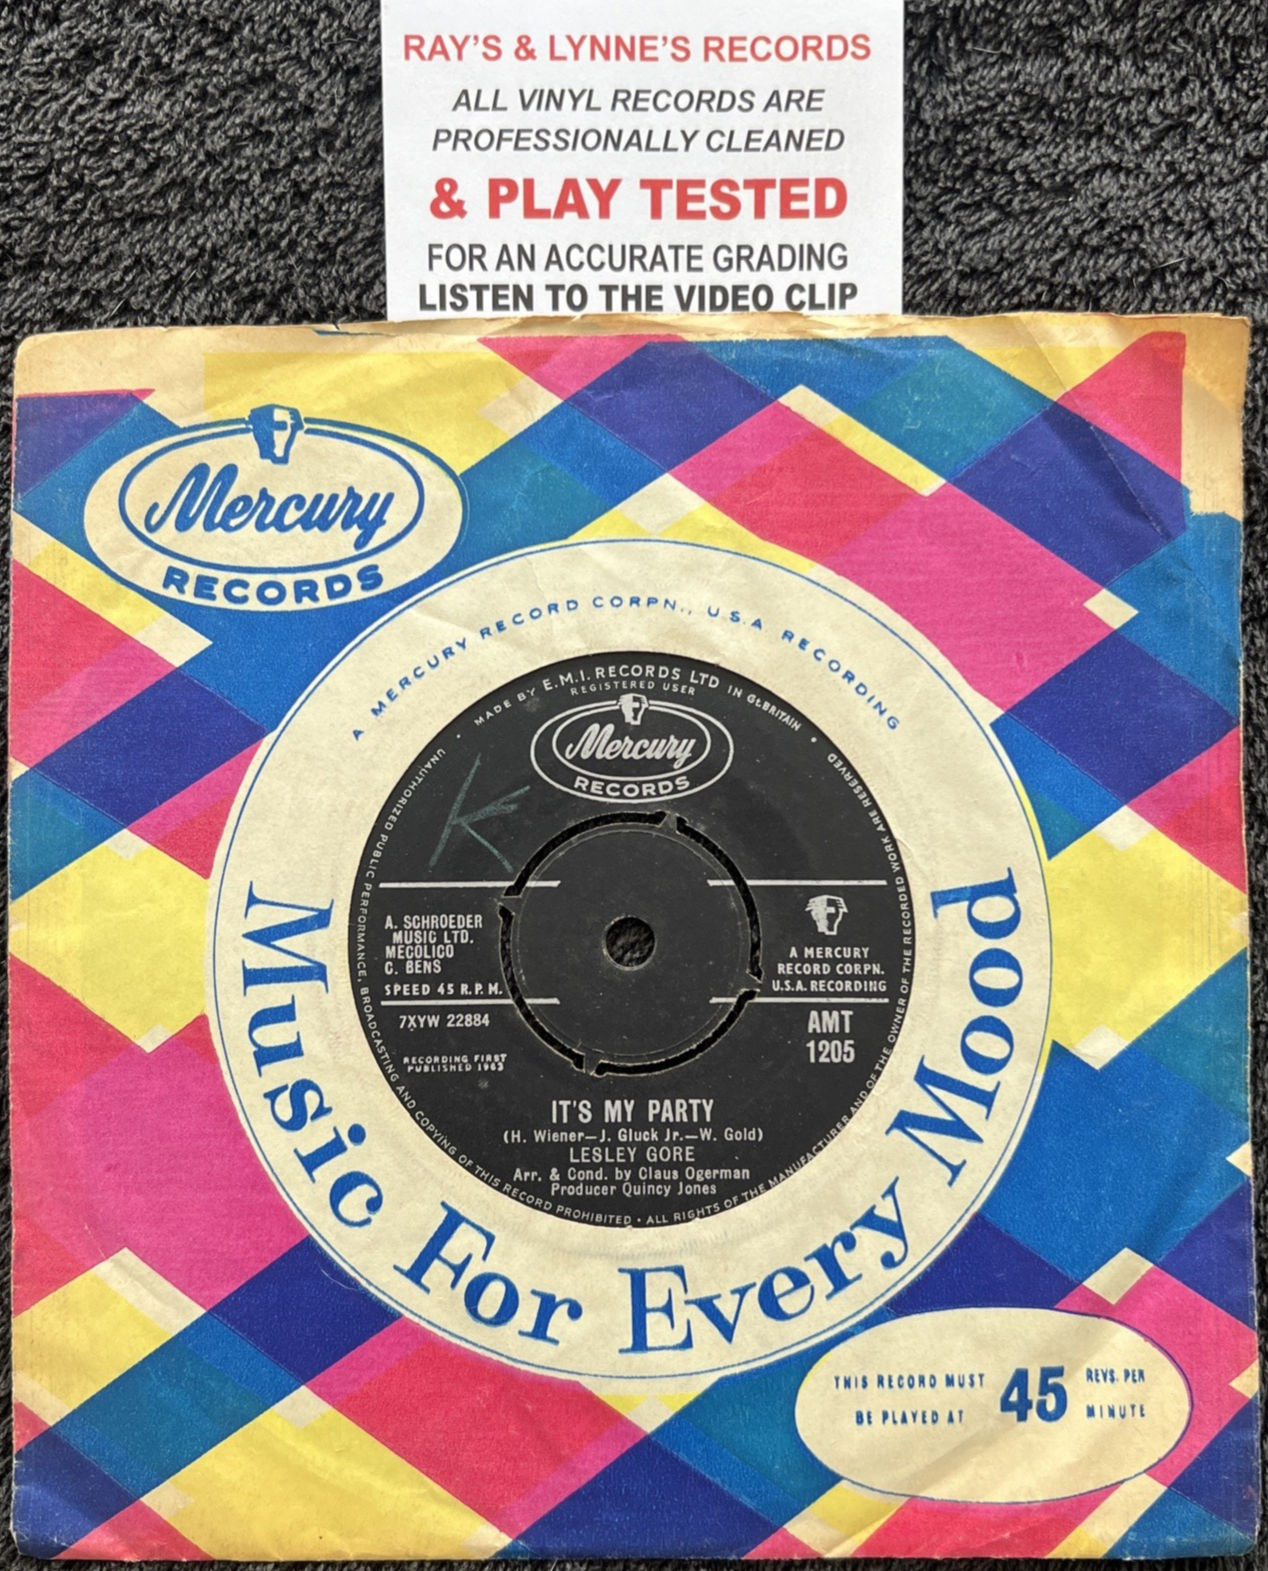 RAY'S & LYNNE'S RECORDS
ALL VINYL RECORDS ARE
PROFESSIONALLY CLEANED
& PLAY TESTED
FOR AN ACCURATE GRADING
LISTEN TO THE VIDEO CLIP
Mercury
RECORDS
A MERCURY RECORD CORPN., U.S.A. RECORDING
MADE BY E.M.I. RECORDS LTD IN GT. BRITAIN
REGISTERED USER
Mercury
RECORDS
K
A. SCHROEDER
MUSIC LTD.
MECOLICO
C. BENS
SPEED 45 R.P.M.
7XYW 22884
RECORDING FIRST
PUBLISHED 1963
A MERCURY
RECORD CORPN.
U.S.A. RECORDING
AMT
1205
IT'S MY PARTY
(H. Wiener—J. Gluck Jr.—W. Gold)
LESLEY GORE
Arr. & Cond. by Claus Ogerman
Producer Quincy Jones
UNAUTHORIZED PUBLIC PERFORMANCE, BROADCASTING AND COPYING OF THIS RECORD PROHIBITED · ALL RIGHTS OF THE MANUFACTURER AND OF THE OWNER OF THE RECORDED WORK ARE RESERVED
Music For Every Mood
THIS RECORD MUST
BE PLAYED AT
45
REVS. PER
MINUTE